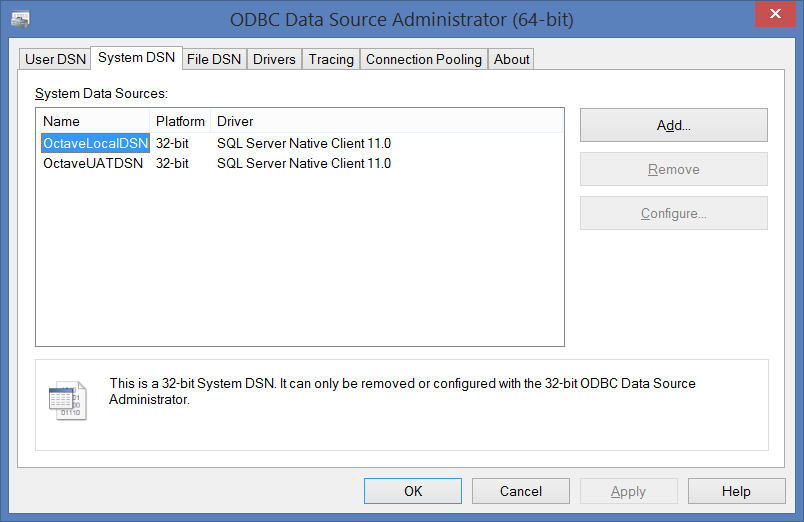 ODBC Data Source Administrator (64-bit)
User DSN System DSN File DSN Drivers Tracing Connection Pooling About
System Data Sources:
Name Platform Driver
OctaveLocalDSN 32-bit SQL Server Native Client 11.0
OctaveUATDSN 32-bit SQL Server Native Client 11.0
Add...
Remove
Configure...
This is a 32-bit System DSN. It can only be removed or configured with the 32-bit ODBC Data Source
Administrator.
OK Cancel Apply Help